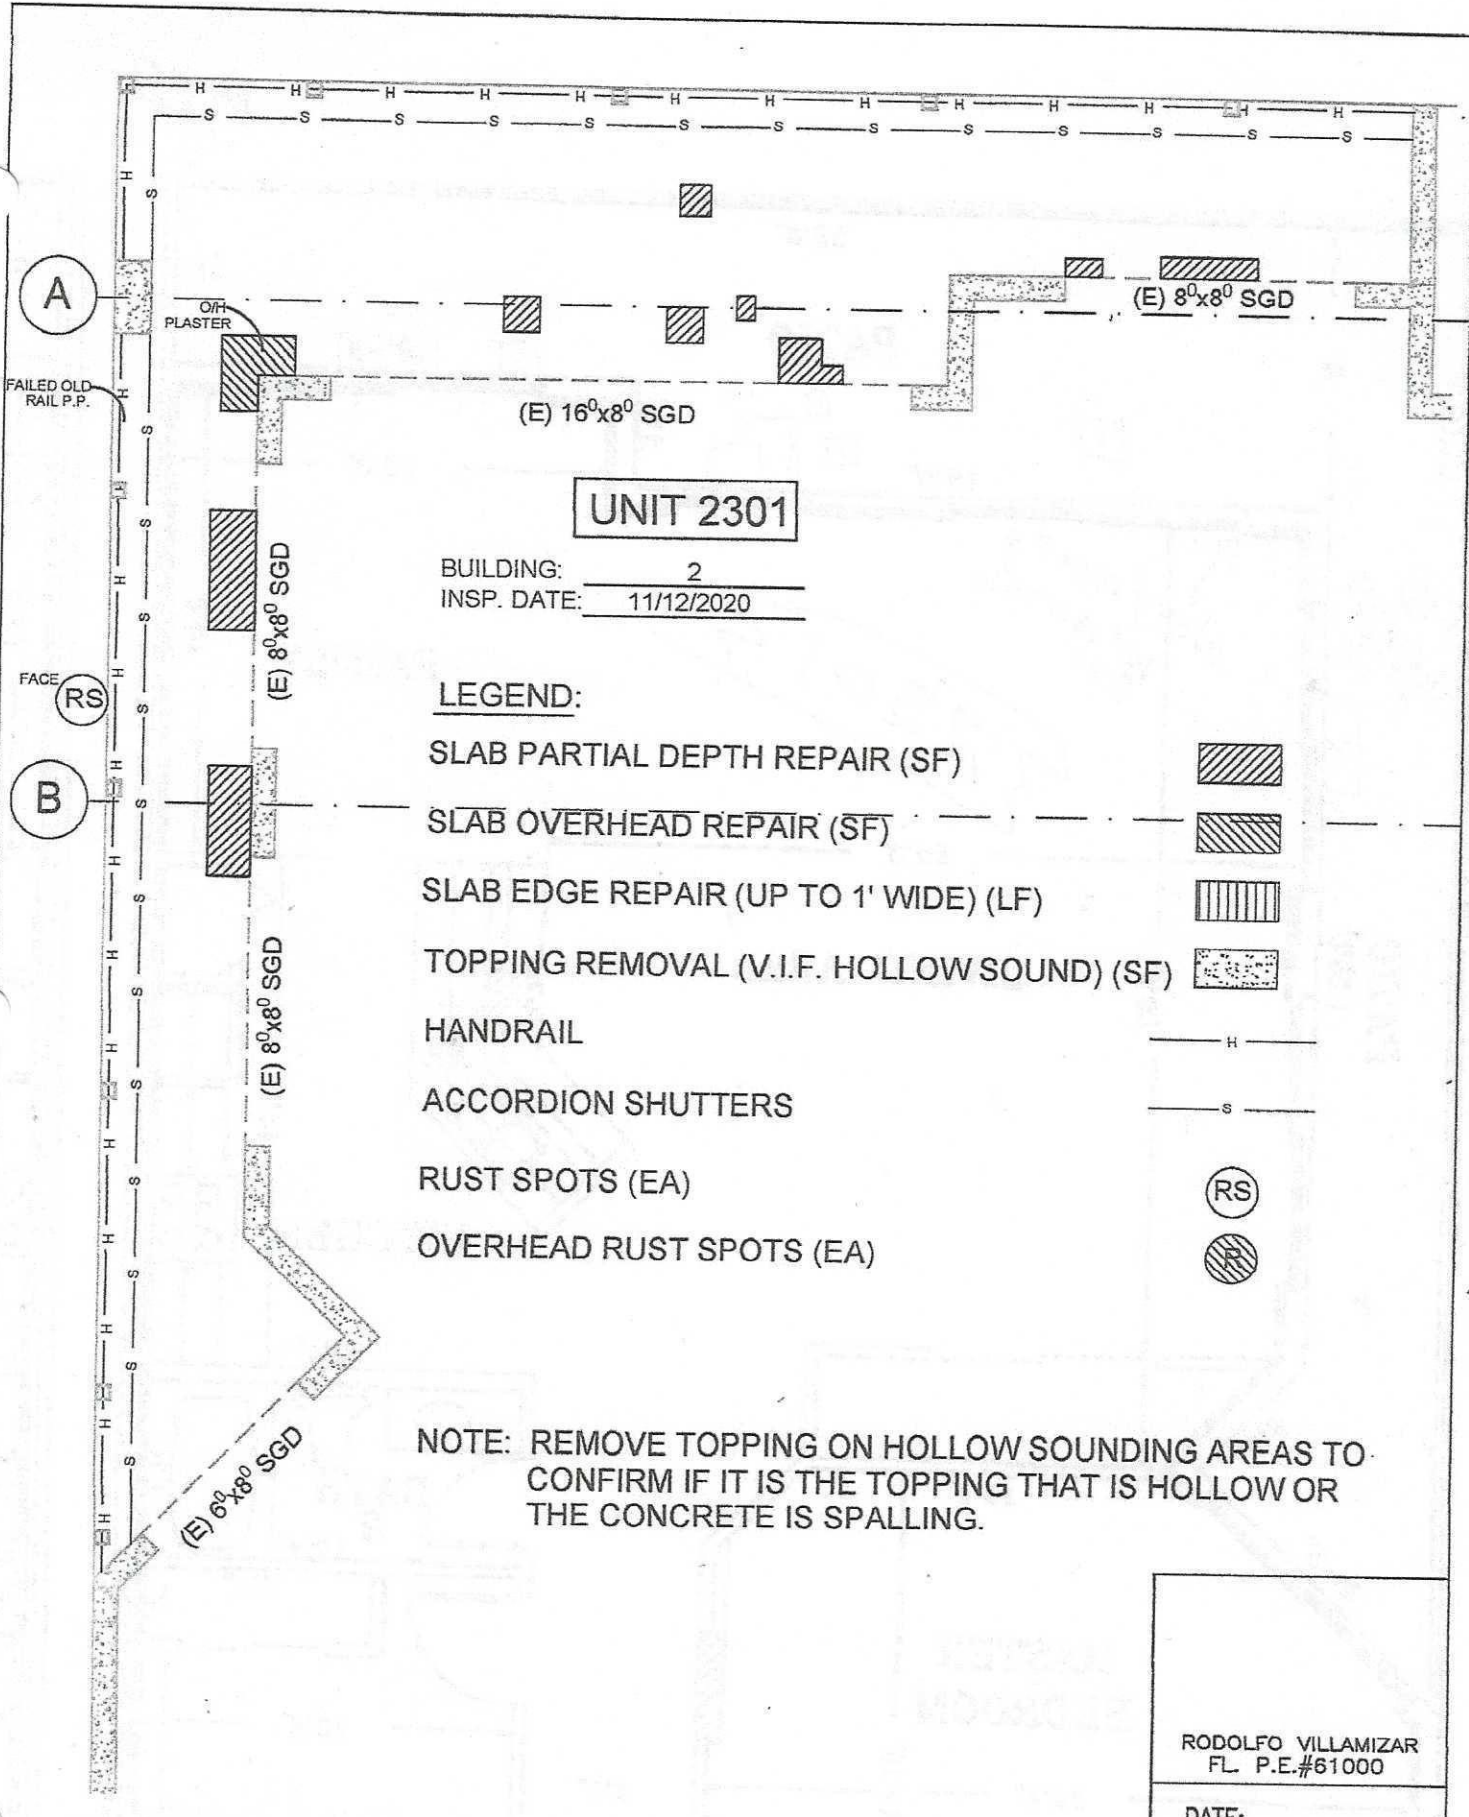 H H H H H H H H H H H H H
S S S S S S S S S S S S S
H
S
A
O/H
PLASTER
(E) 8⁰x8⁰ SGD
FAILED OLD
RAIL P.P.
H
S
(E) 16⁰x8⁰ SGD
UNIT 2301
BUILDING: 2
INSP. DATE: 11/12/2020
(E) 8⁰x8⁰ SGD
FACE
RS
LEGEND:
SLAB PARTIAL DEPTH REPAIR (SF)
B
SLAB OVERHEAD REPAIR (SF)
SLAB EDGE REPAIR (UP TO 1' WIDE) (LF)
TOPPING REMOVAL (V.I.F. HOLLOW SOUND) (SF)
(E) 8⁰x8⁰ SGD
HANDRAIL H
ACCORDION SHUTTERS S
RUST SPOTS (EA) RS
OVERHEAD RUST SPOTS (EA) R
(E) 6⁰x8⁰ SGD
NOTE: REMOVE TOPPING ON HOLLOW SOUNDING AREAS TO
CONFIRM IF IT IS THE TOPPING THAT IS HOLLOW OR
THE CONCRETE IS SPALLING.
RODOLFO VILLAMIZAR
FL. P.E.#61000
DATE: